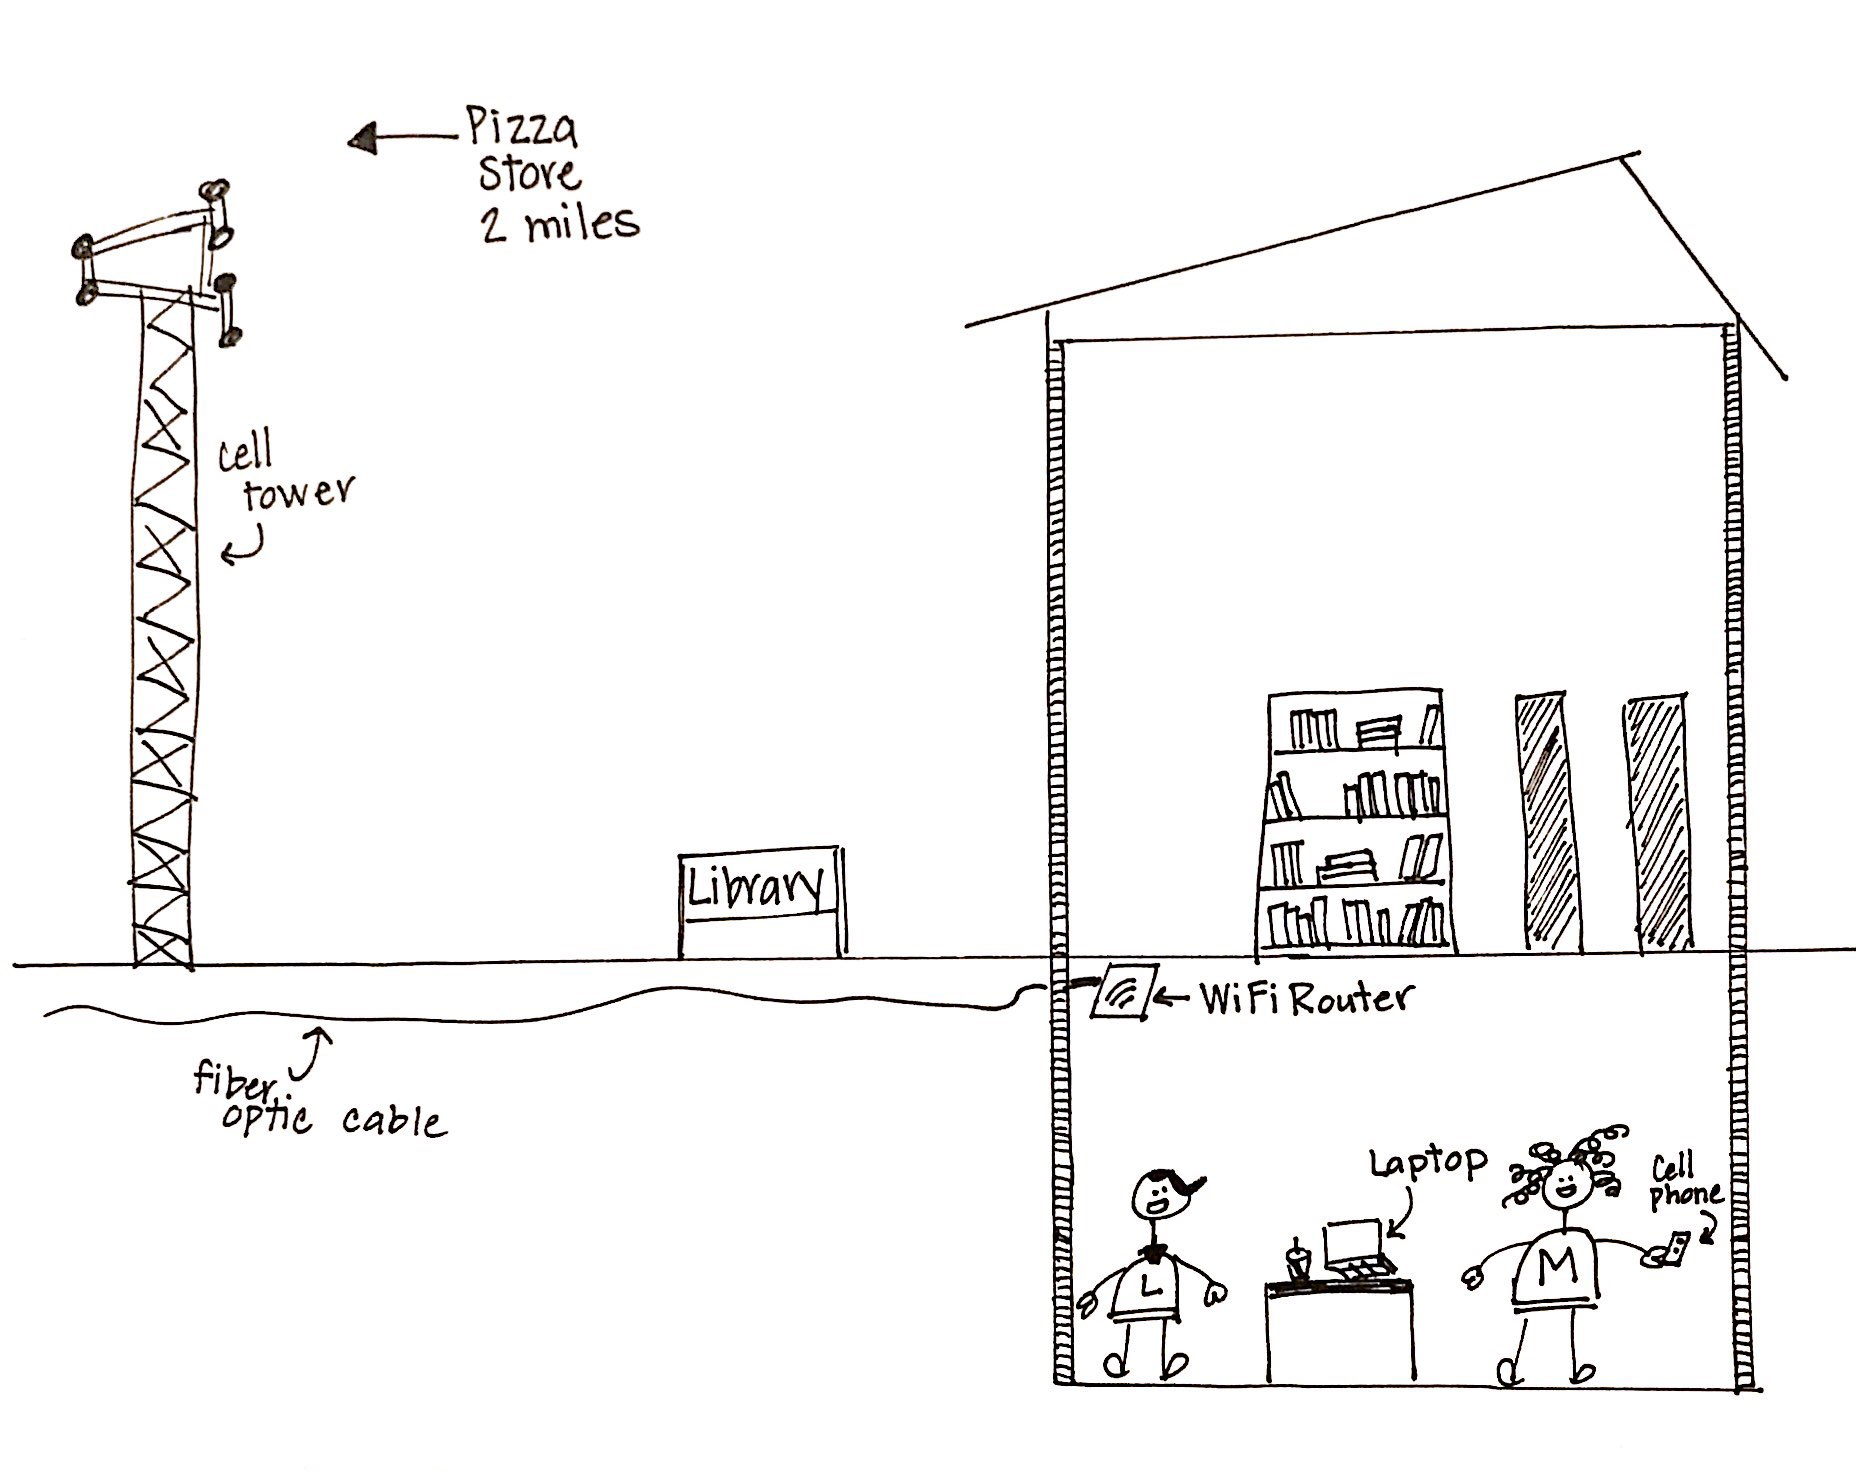 Pizza
store
2 miles
cell
tower
Library
WiFi Router
fiber
optic cable
Laptop
Cell
phone
L
M